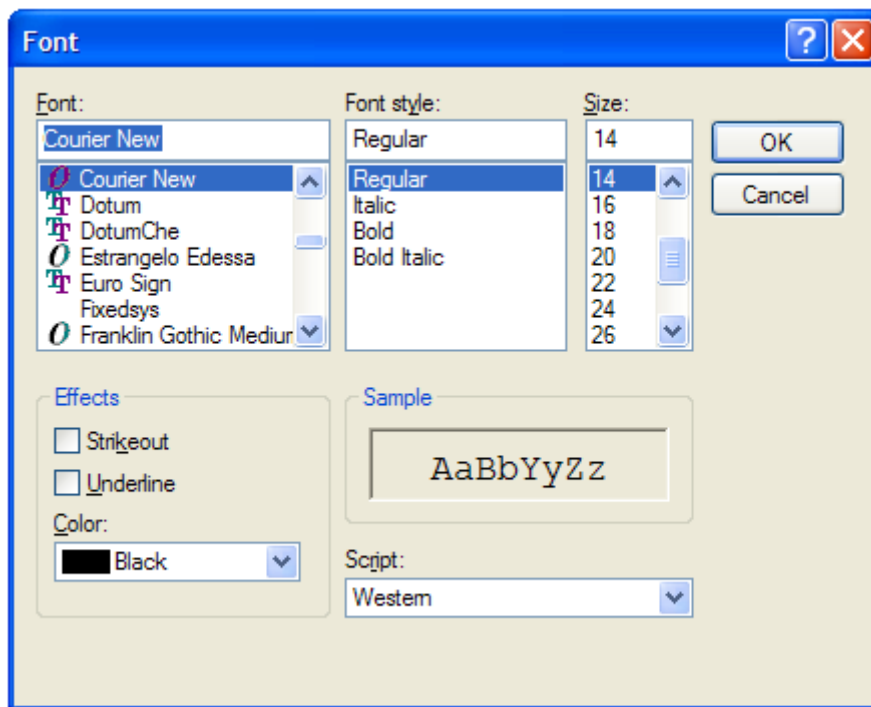 Font
Font:
Courier New
Courier New
Dotum
DotumChe
Estrangelo Edessa
Euro Sign
Fixedsys
Franklin Gothic Mediur
Font style:
Regular
Regular
Italic
Bold
Bold Italic
Size:
14
14
16
18
20
22
24
26
OK
Cancel
Effects
Strikeout
Underline
Color:
Black
Sample
AaBbYyZz
Script:
Western